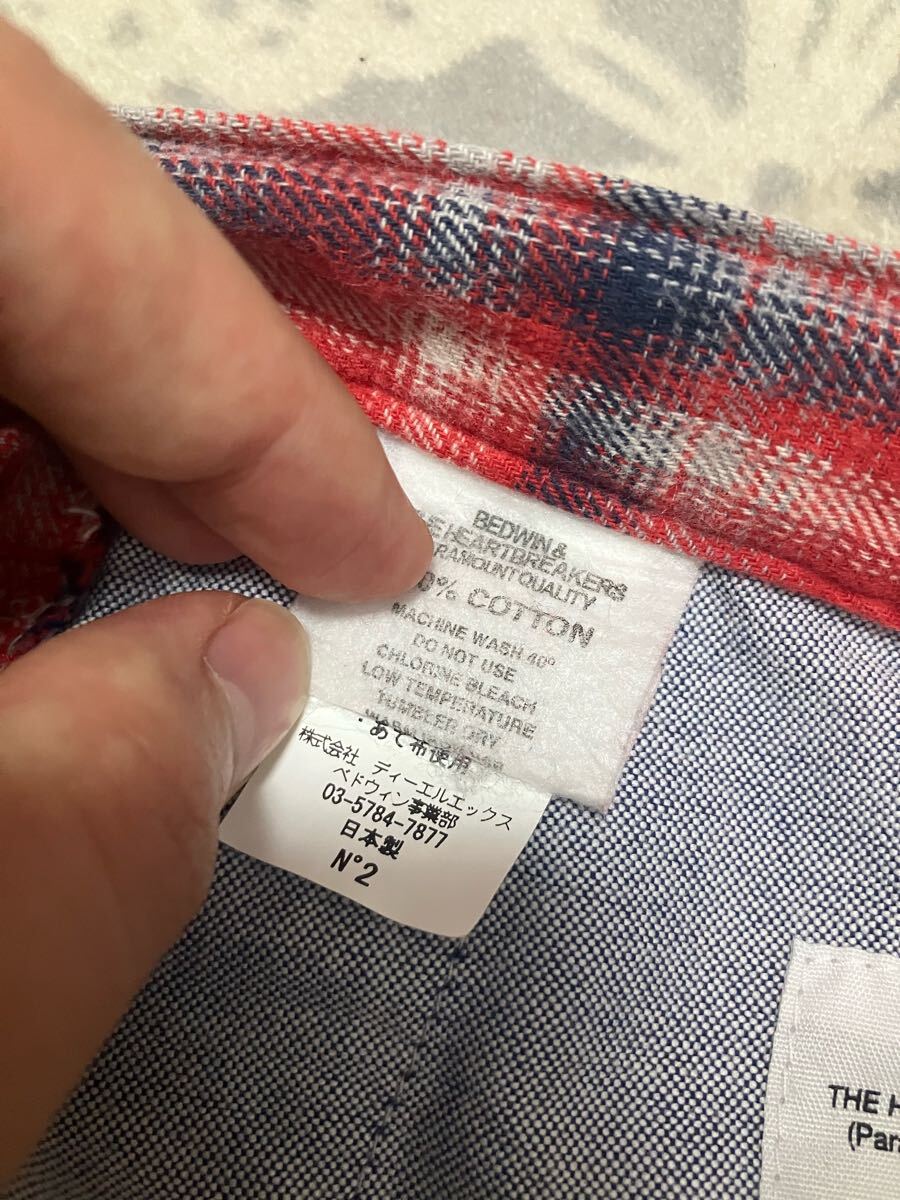 BEDWIN &
HEARTBREAKERS
QUALITY
% COTTON
MACHINE WASH 40°
DO NOT USE
CHLORINE BLEACH
LOW TEMPERATURE
TUMBLER DRY
・あて布使用
株式会社 ディーエルエックス
ベドウィン事業部
03-5784-7877
日本製
N°2
THE H
(Para